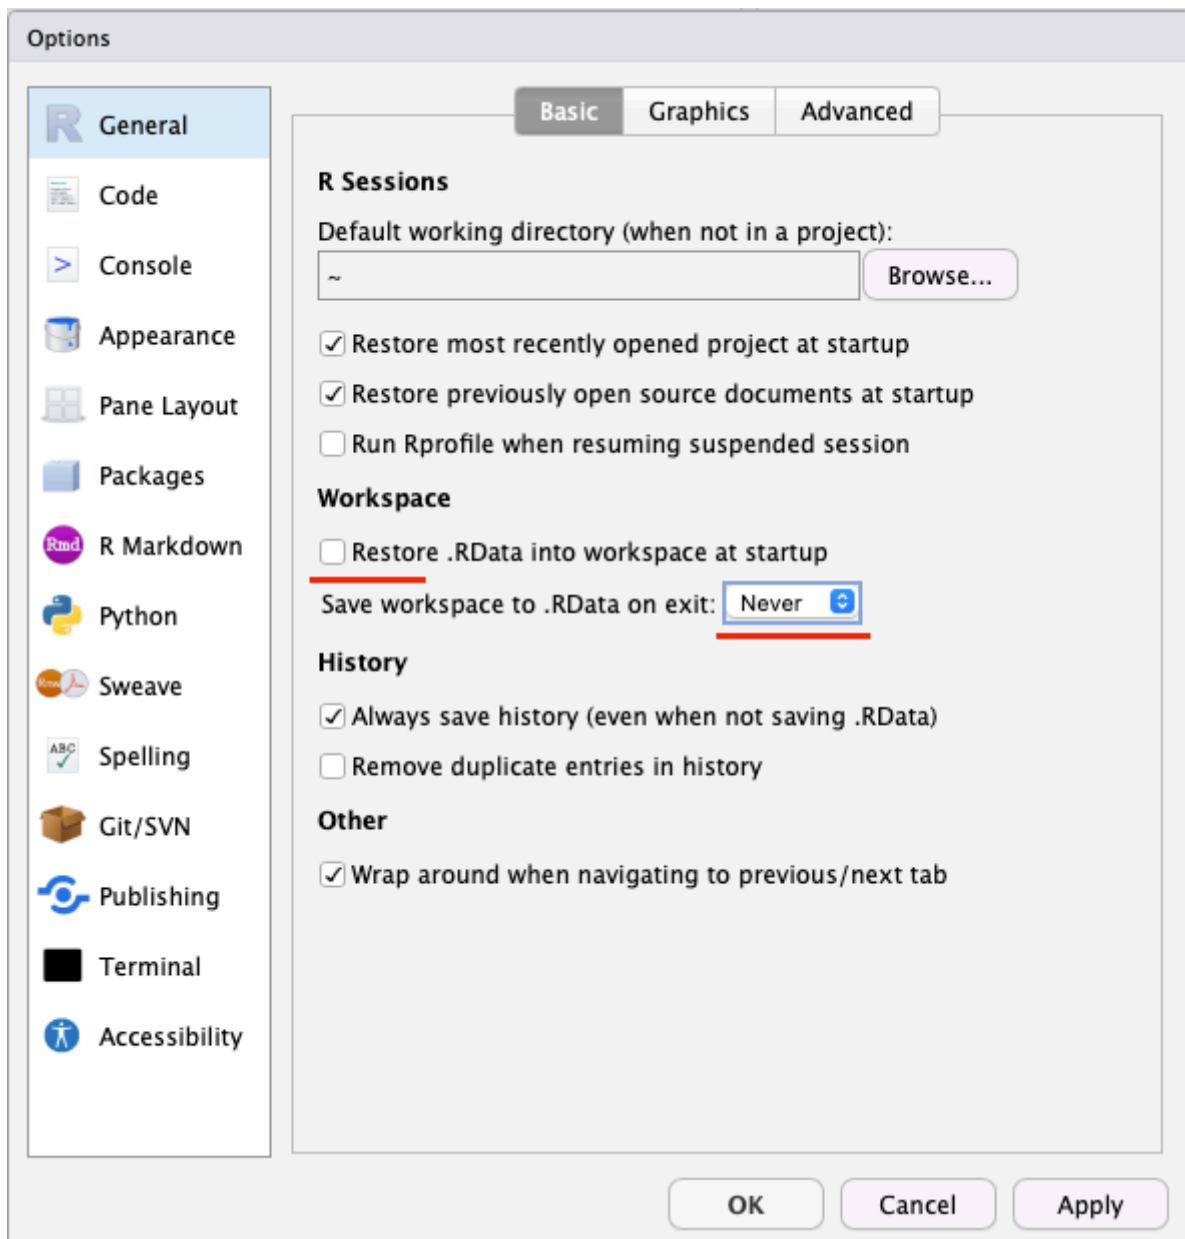 Options
General
Code
Console
Appearance
Pane Layout
Packages
Rmd R Markdown
Python
Rnw Sweave
ABC Spelling
Git/SVN
Publishing
Terminal
Accessibility
Basic Graphics Advanced
R Sessions
Default working directory (when not in a project):
~ Browse...
Restore most recently opened project at startup
Restore previously open source documents at startup
Run Rprofile when resuming suspended session
Workspace
Restore .RData into workspace at startup
Save workspace to .RData on exit: Never
History
Always save history (even when not saving .RData)
Remove duplicate entries in history
Other
Wrap around when navigating to previous/next tab
OK Cancel Apply